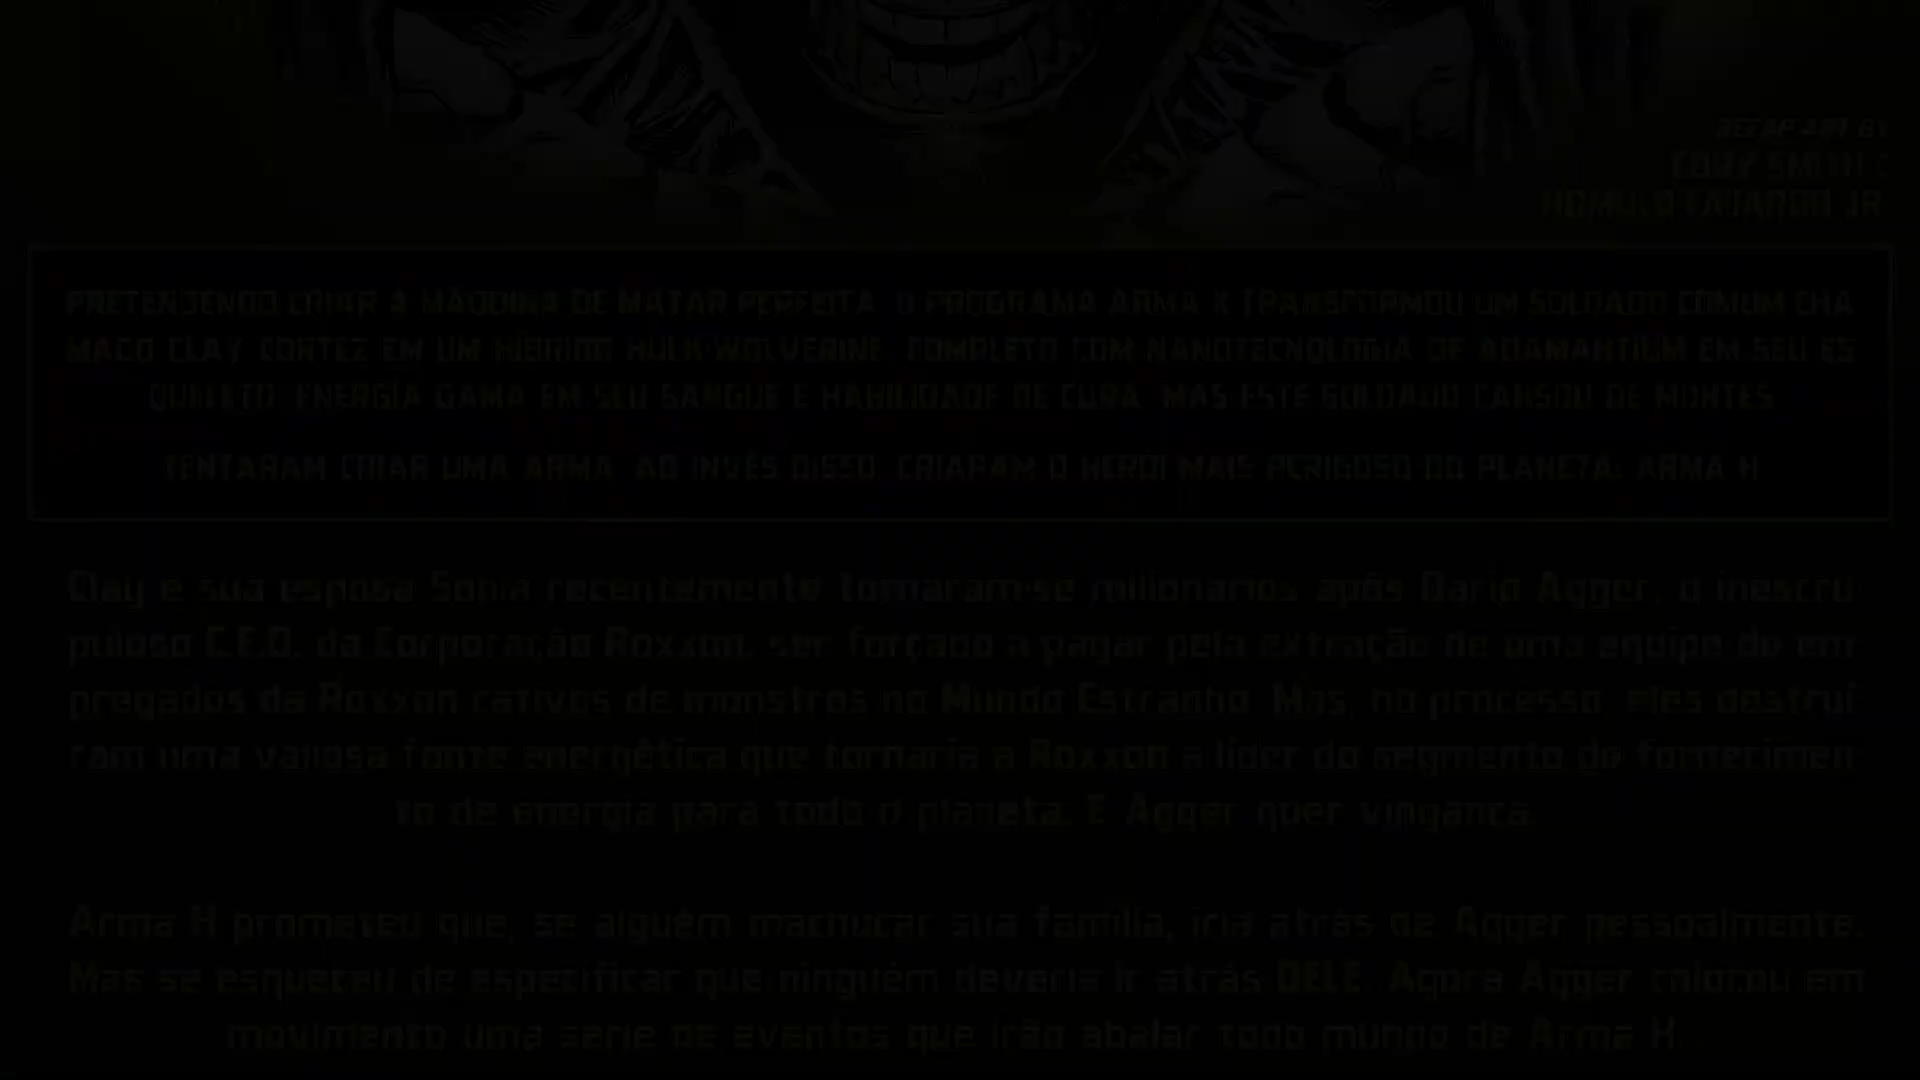 RECAP ART BY
CORY SMITH &
ROMULO FAJARDO JR.
PRETENDENDO CRIAR A MÁQUINA DE MATAR PERFEITA, O PROGRAMA ARMA X TRANSFORMOU UM SOLDADO COMUM CHA
MADO CLAY CORTEZ EM UM HÍBRIDO HULK-WOLVERINE, COMPLETO COM NANOTECNOLOGIA DE ADAMANTIUM EM SEU ES
QUELETO, ENERGIA GAMA EM SEU SANGUE E HABILIDADE DE CURA. MAS ESTE SOLDADO CANSOU DE MORTES.
TENTARAM CRIAR UMA ARMA. AO INVÉS DISSO, CRIARAM O HERÓI MAIS PERIGOSO DO PLANETA: ARMA H
Clay e sua esposa Sonia recentemente tornaram-se milionários após Dario Agger, o inescru
puloso C.E.O. da Corporação Roxxon, ser forçado a pagar pela extração de uma equipe de em
pregados da Roxxon cativos de monstros no Mundo Estranho. Mas, no processo, eles destruí
ram uma valiosa fonte energética que tornaria a Roxxon a líder do segmento de fornecimen
to de energia para todo o planeta. E Agger quer vingança.
Arma H prometeu que, se alguém machucar sua família, iria atrás de Agger pessoalmente.
Mas se esqueceu de especificar que ninguém deveria ir atrás DELE. Agora Agger colocou em
movimento uma série de eventos que irão abalar todo mundo de Arma H.